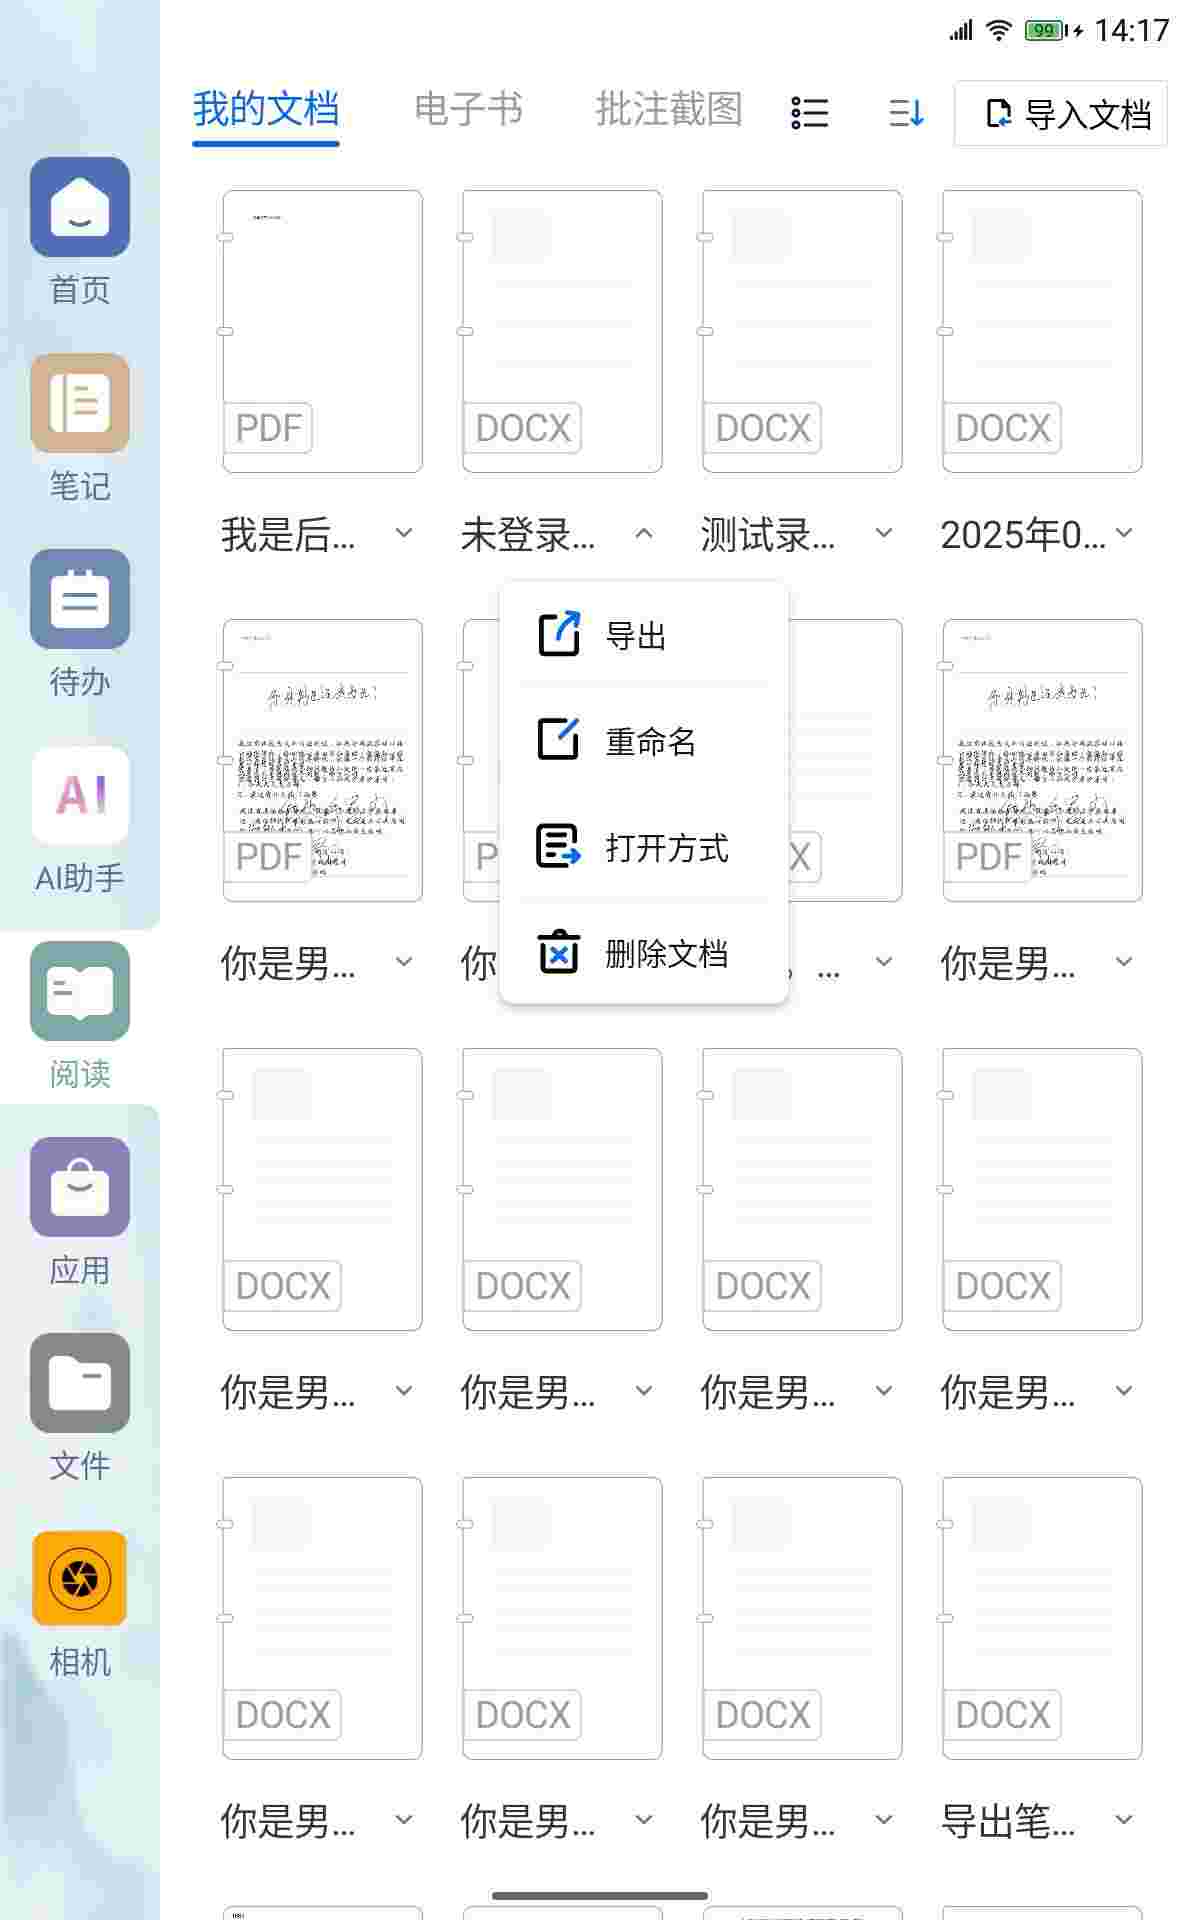 99 14:17
我的文档 电子书 批注截图 导入文档
首页
笔记
待办
AI
AI助手
阅读
应用
文件
相机
PDF DOCX DOCX DOCX
我是后... 未登录... 测试录... 2025年0...
导出
重命名
打开方式
删除文档
PDF P X PDF
你是男... 你 。... 你是男...
DOCX DOCX DOCX DOCX
你是男... 你是男... 你是男... 你是男...
DOCX DOCX DOCX DOCX
你是男... 你是男... 你是男... 导出笔...